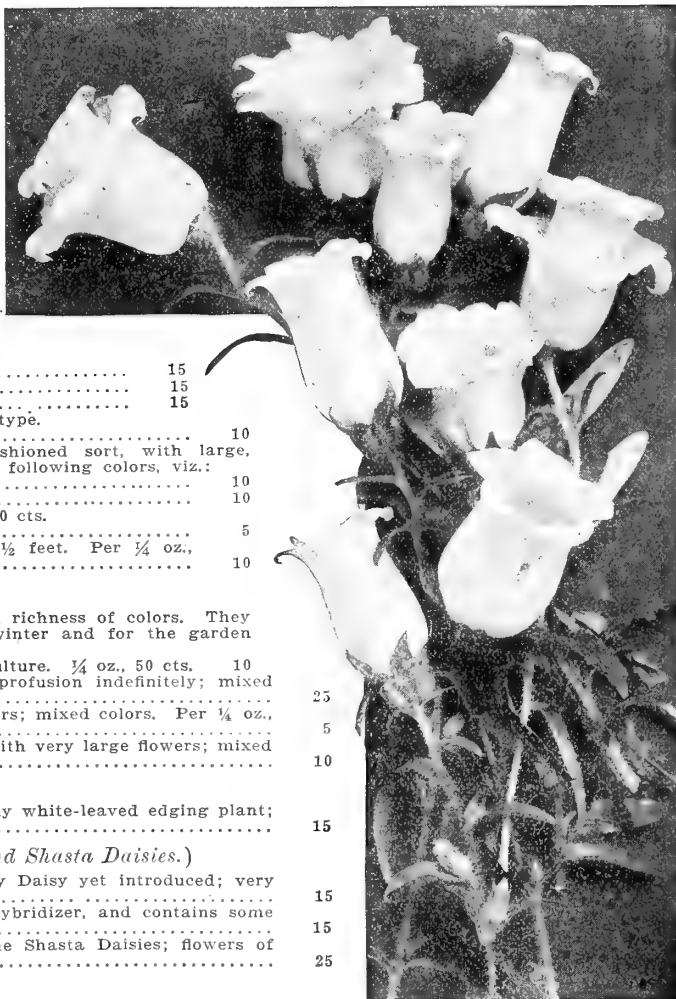 ............. 15
............. 15
............. 15
type.
................... 10
shioned sort, with large,
following colors, viz.:
................... 10
................... 10
0 cts.
................... 5
½ feet. Per ¼ oz.,
................... 10
richness of colors. They
winter and for the garden
lture. ¼ oz., 50 cts. 10
profusion indefinitely; mixed
........................... 25
rs; mixed colors. Per ¼ oz.,
........................... 5
ith very large flowers; mixed
........................... 10
y white-leaved edging plant;
........................... 15
d Shasta Daisies.)
y Daisy yet introduced; very
........................... 15
ybridizer, and contains some
........................... 15
e Shasta Daisies; flowers of
........................... 25